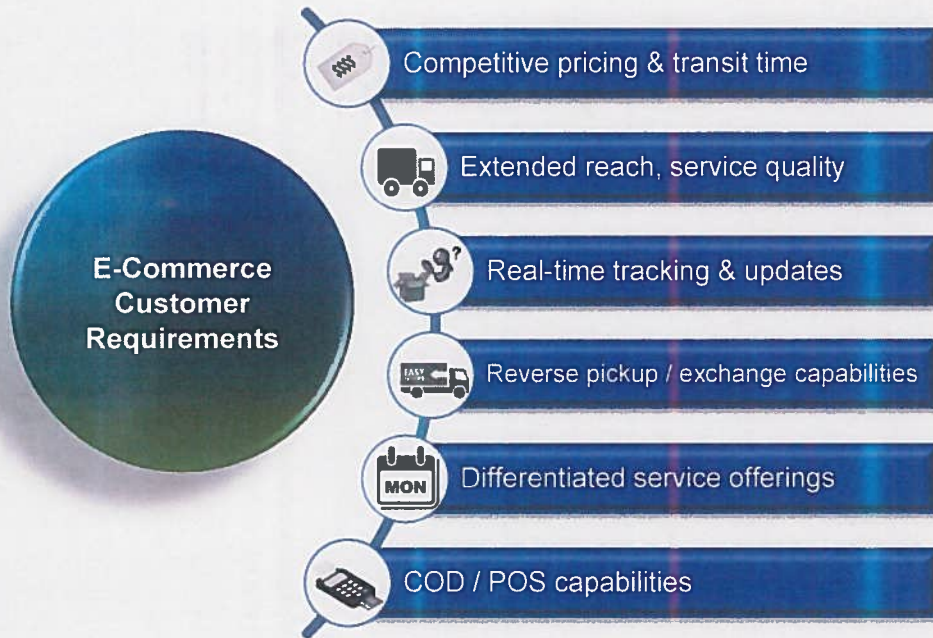 E-Commerce
Customer
Requirements
$$$
Competitive pricing & transit time
Extended reach, service quality
?
Real-time tracking & updates
EASY
Reverse pickup / exchange capabilities
MON
Differentiated service offerings
COD / POS capabilities